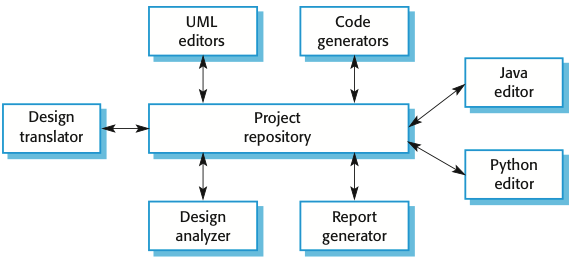 UML
editors
Code
generators
Java
editor
Design
translator
Project
repository
Python
editor
Design
analyzer
Report
generator